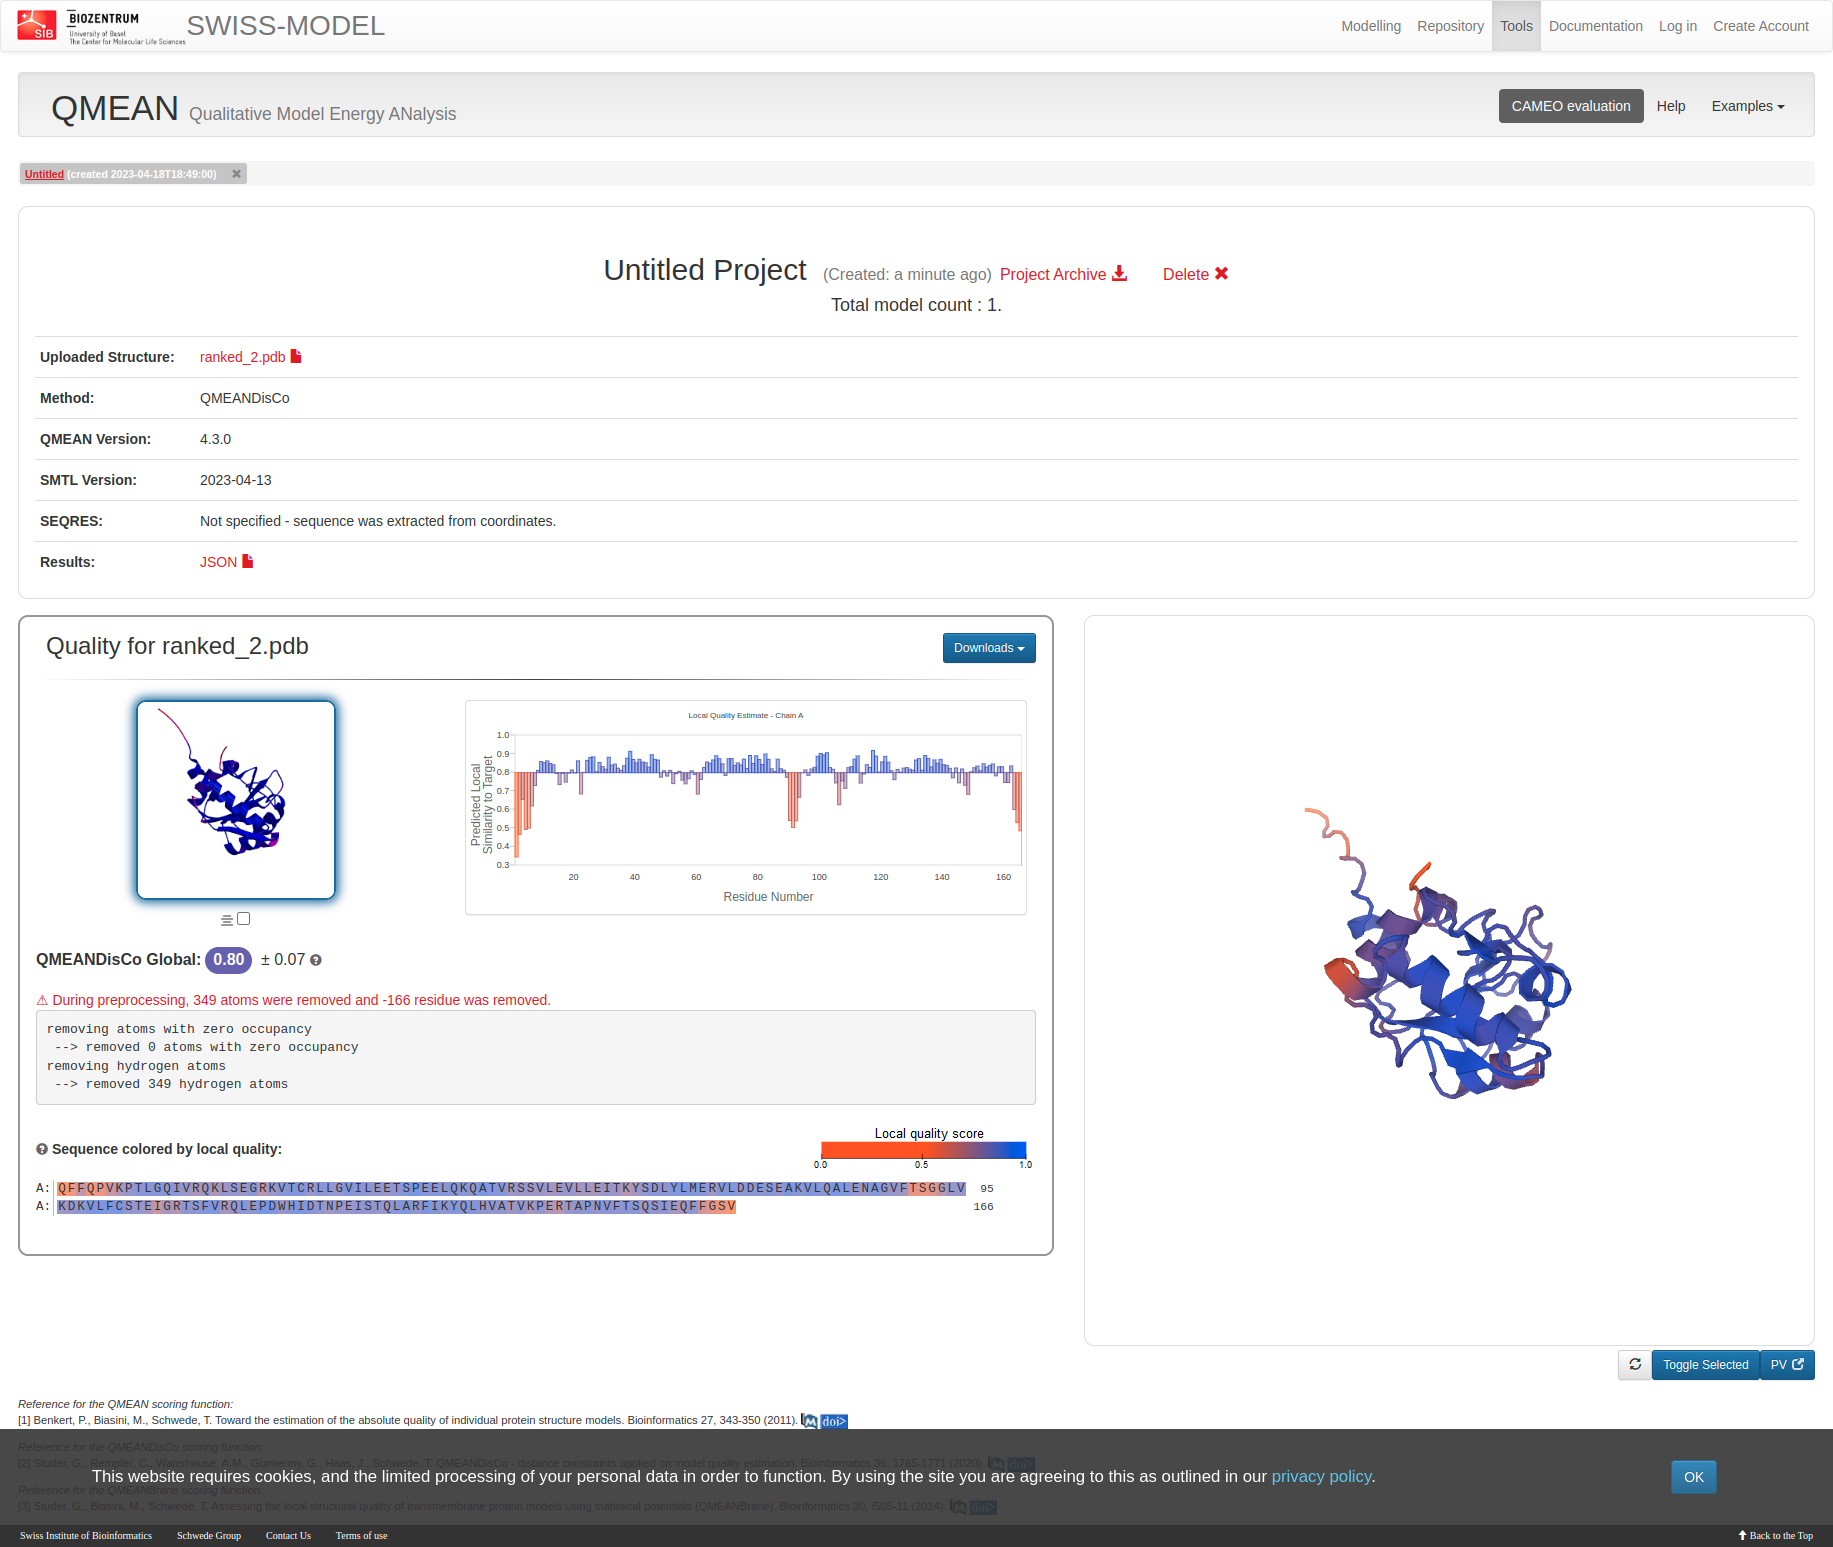 SIB
BIOZENTRUM
University of Basel
The Center for Molecular Life Sciences
SWISS-MODEL
Modelling Repository Tools Documentation Log in Create Account
QMEAN Qualitative Model Energy ANalysis
CAMEO evaluation Help Examples
Untitled (created 2023-04-18T18:49:00)
Untitled Project (Created: a minute ago) Project Archive Delete
Total model count : 1.
Uploaded Structure: ranked_2.pdb
Method: QMEANDisCo
QMEAN Version: 4.3.0
SMTL Version: 2023-04-13
SEQRES: Not specified - sequence was extracted from coordinates.
Results: JSON
Quality for ranked_2.pdb
Downloads
Local Quality Estimate - Chain A
Predicted Local
Similarity to Target
1.0
0.9
0.8
0.7
0.6
0.5
0.4
0.3
20 40 60 80 100 120 140 160
Residue Number
QMEANDisCo Global: 0.80 ± 0.07
⚠ During preprocessing, 349 atoms were removed and -166 residue was removed.
removing atoms with zero occupancy
--> removed 0 atoms with zero occupancy
removing hydrogen atoms
--> removed 349 hydrogen atoms
Sequence colored by local quality:
Local quality score
0.0 0.5 1.0
A: QFFQPVKPTLGQIVRQKLSEGRKVTCRLLGVILEETSPEELQKQATVRSSVLEVLLEITKYSDLYLMERVLDDESEAKVLQALENAGVFTSGGLV 95
A: KDKVLFCSTEIGRTSFVRQLEPDWHIDTNPEISTQLARFIKYQLHVATVKPERTAPNVFTSQSIEQFFGSV 166
Toggle Selected PV
Reference for the QMEAN scoring function:
[1] Benkert, P., Biasini, M., Schwede, T. Toward the estimation of the absolute quality of individual protein structure models. Bioinformatics 27, 343-350 (2011). M doi>
Reference for the QMEANDisCo scoring function:
[2] Studer, G., Rempfer, C., Waterhouse, A.M., Gumienny, G., Haas, J., Schwede, T. QMEANDisCo - distance constraints applied on model quality estimation. Bioinformatics 36, 1765-1771 (2020). M doi>
This website requires cookies, and the limited processing of your personal data in order to function. By using the site you are agreeing to this as outlined in our privacy policy.
OK
Reference for the QMEANBrane scoring function:
[3] Studer, G., Biasini, M., Schwede, T. Assessing the local structural quality of transmembrane protein models using statistical potentials (QMEANBrane). Bioinformatics 30, i505-11 (2014). M doi>
Swiss Institute of Bioinformatics Schwede Group Contact Us Terms of use
Back to the Top